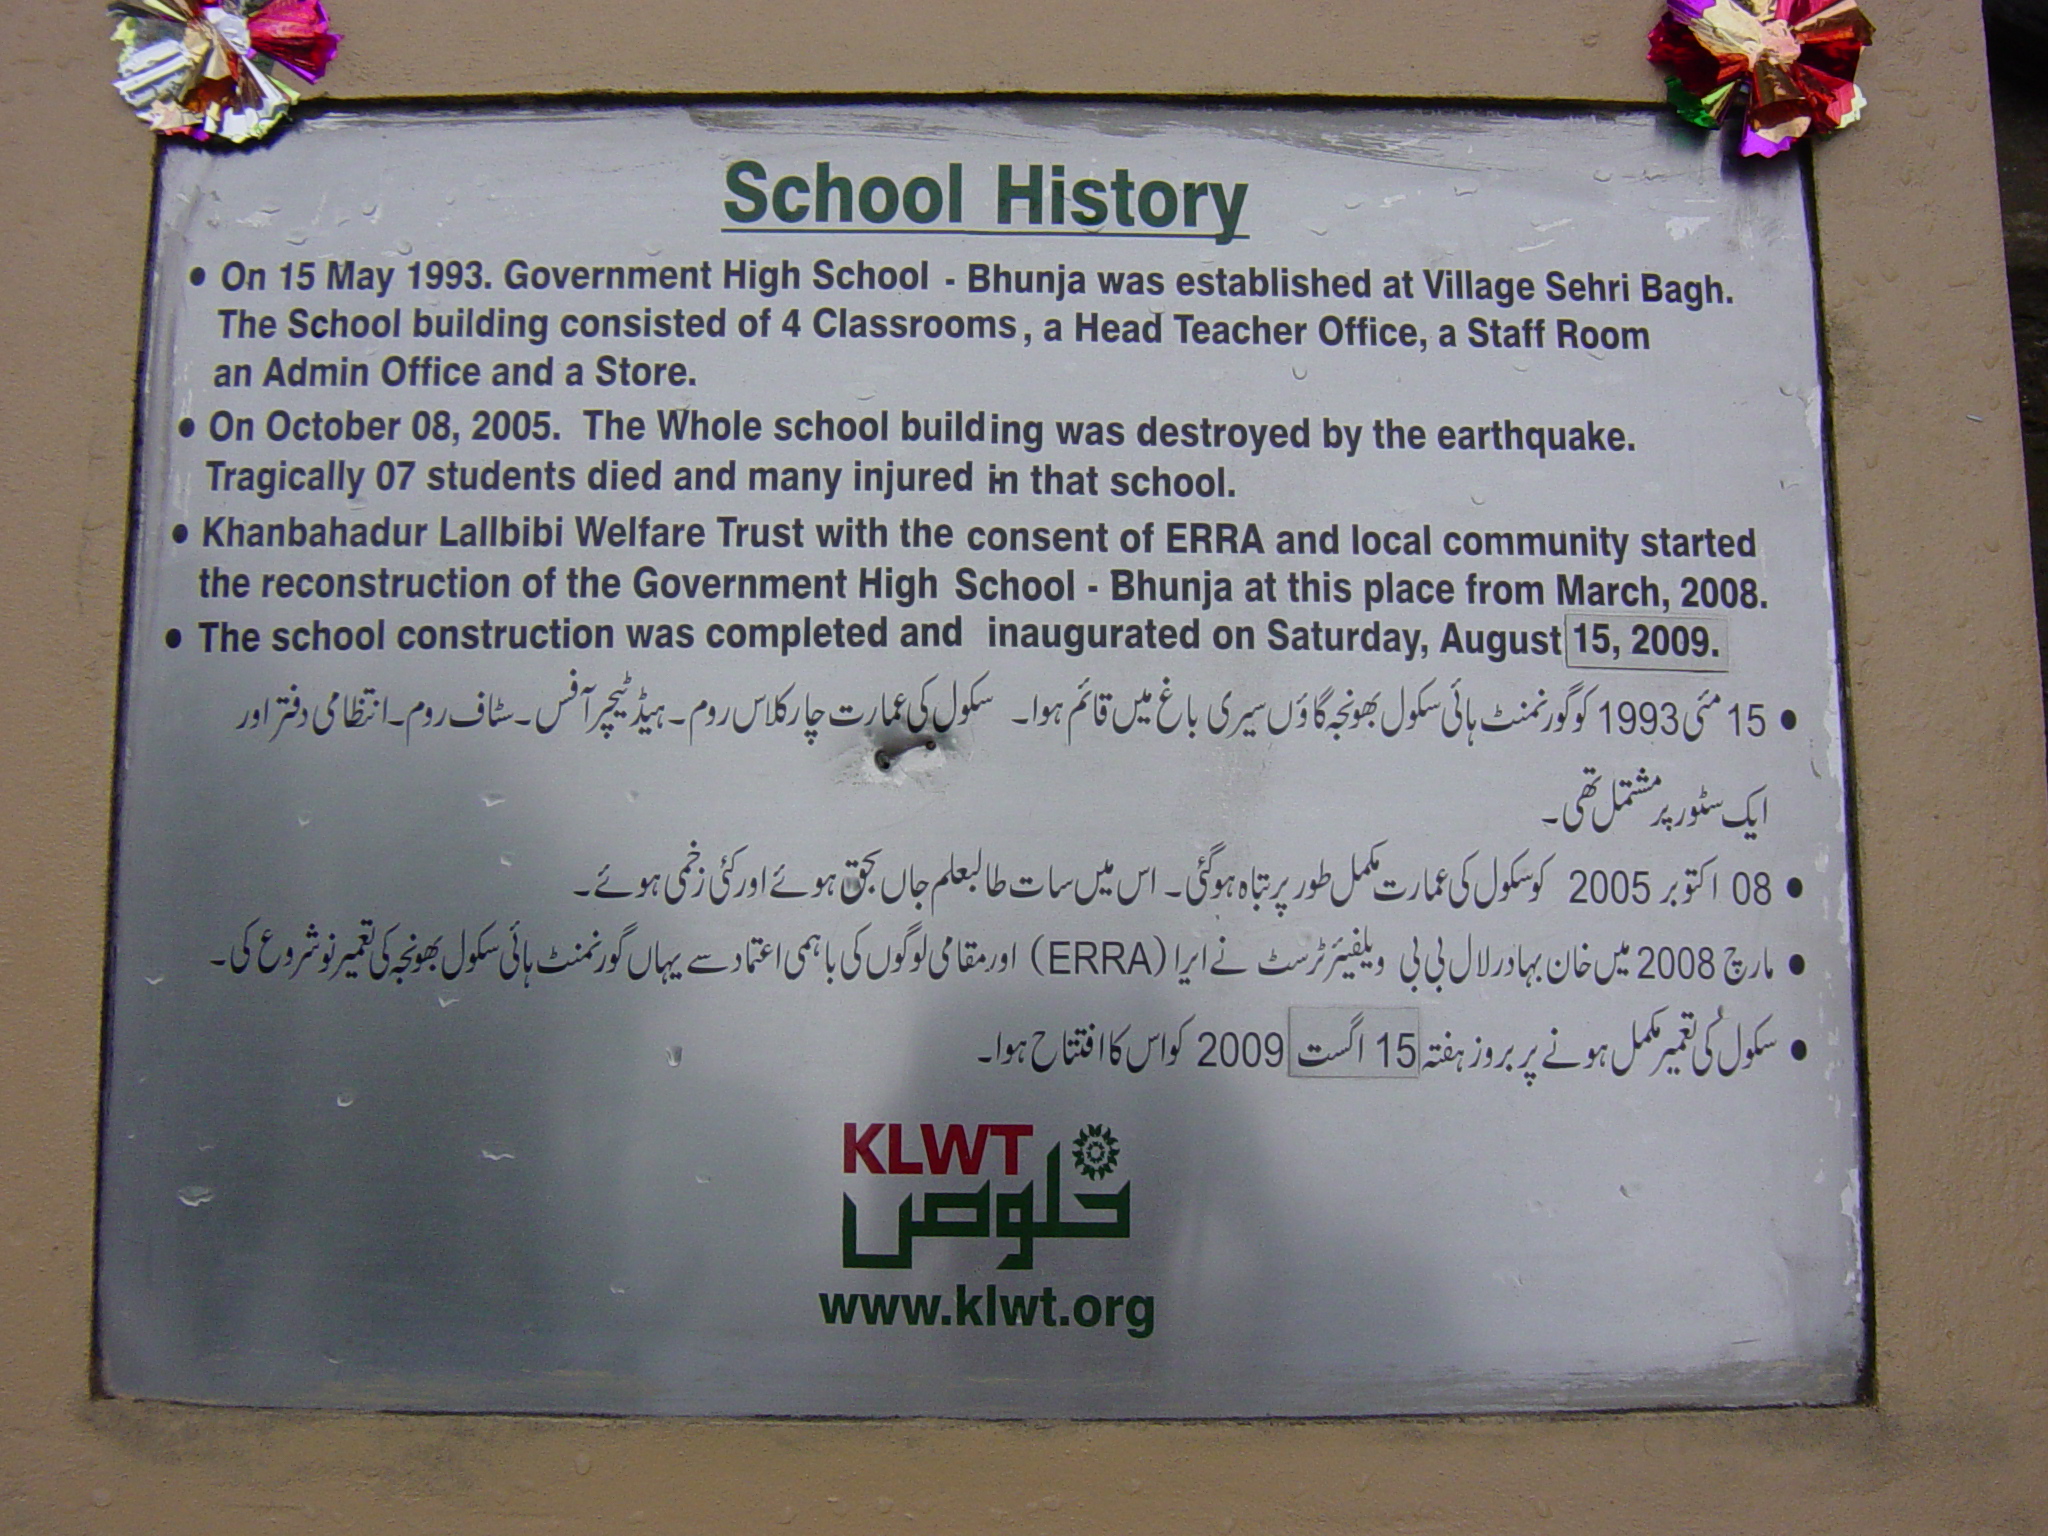 School History
• On 15 May 1993. Government High School - Bhunja was established at Village Sehri Bagh.
The School building consisted of 4 Classrooms, a Head Teacher Office, a Staff Room
an Admin Office and a Store.
• On October 08, 2005. The Whole school building was destroyed by the earthquake.
Tragically 07 students died and many injured in that school.
• Khanbahadur Lallbibi Welfare Trust with the consent of ERRA and local community started
the reconstruction of the Government High School - Bhunja at this place from March, 2008.
• The school construction was completed and inaugurated on Saturday, August 15, 2009.
• 15 مئی 1993 کو گورنمنٹ ہائی سکول بھونجہ گاؤں سیری باغ میں قائم ہوا۔ سکول کی عمارت چار کلاس روم۔ ہیڈ ٹیچر آفس۔ سٹاف روم۔ انتظامی دفتر اور
ایک سٹور پر مشتمل تھی۔
• 08 اکتوبر 2005 کو سکول کی عمارت مکمل طور پر تباہ ہوگئی۔ اس میں سات طالبعلم جاں بحق ہوئے اور کئی زخمی ہوئے۔
• مارچ 2008 میں خان بہادر لال بی بی ویلفیئر ٹرسٹ نے ایرا (ERRA) اور مقامی لوگوں کی باہمی اعتماد سے یہاں گورنمنٹ ہائی سکول بھونجہ کی تعمیر نو شروع کی۔
• سکول کی تعمیر مکمل ہونے پر بروز ہفتہ 15 اگست 2009 کو اس کا افتتاح ہوا۔
KLWT
خلوص
www.klwt.org